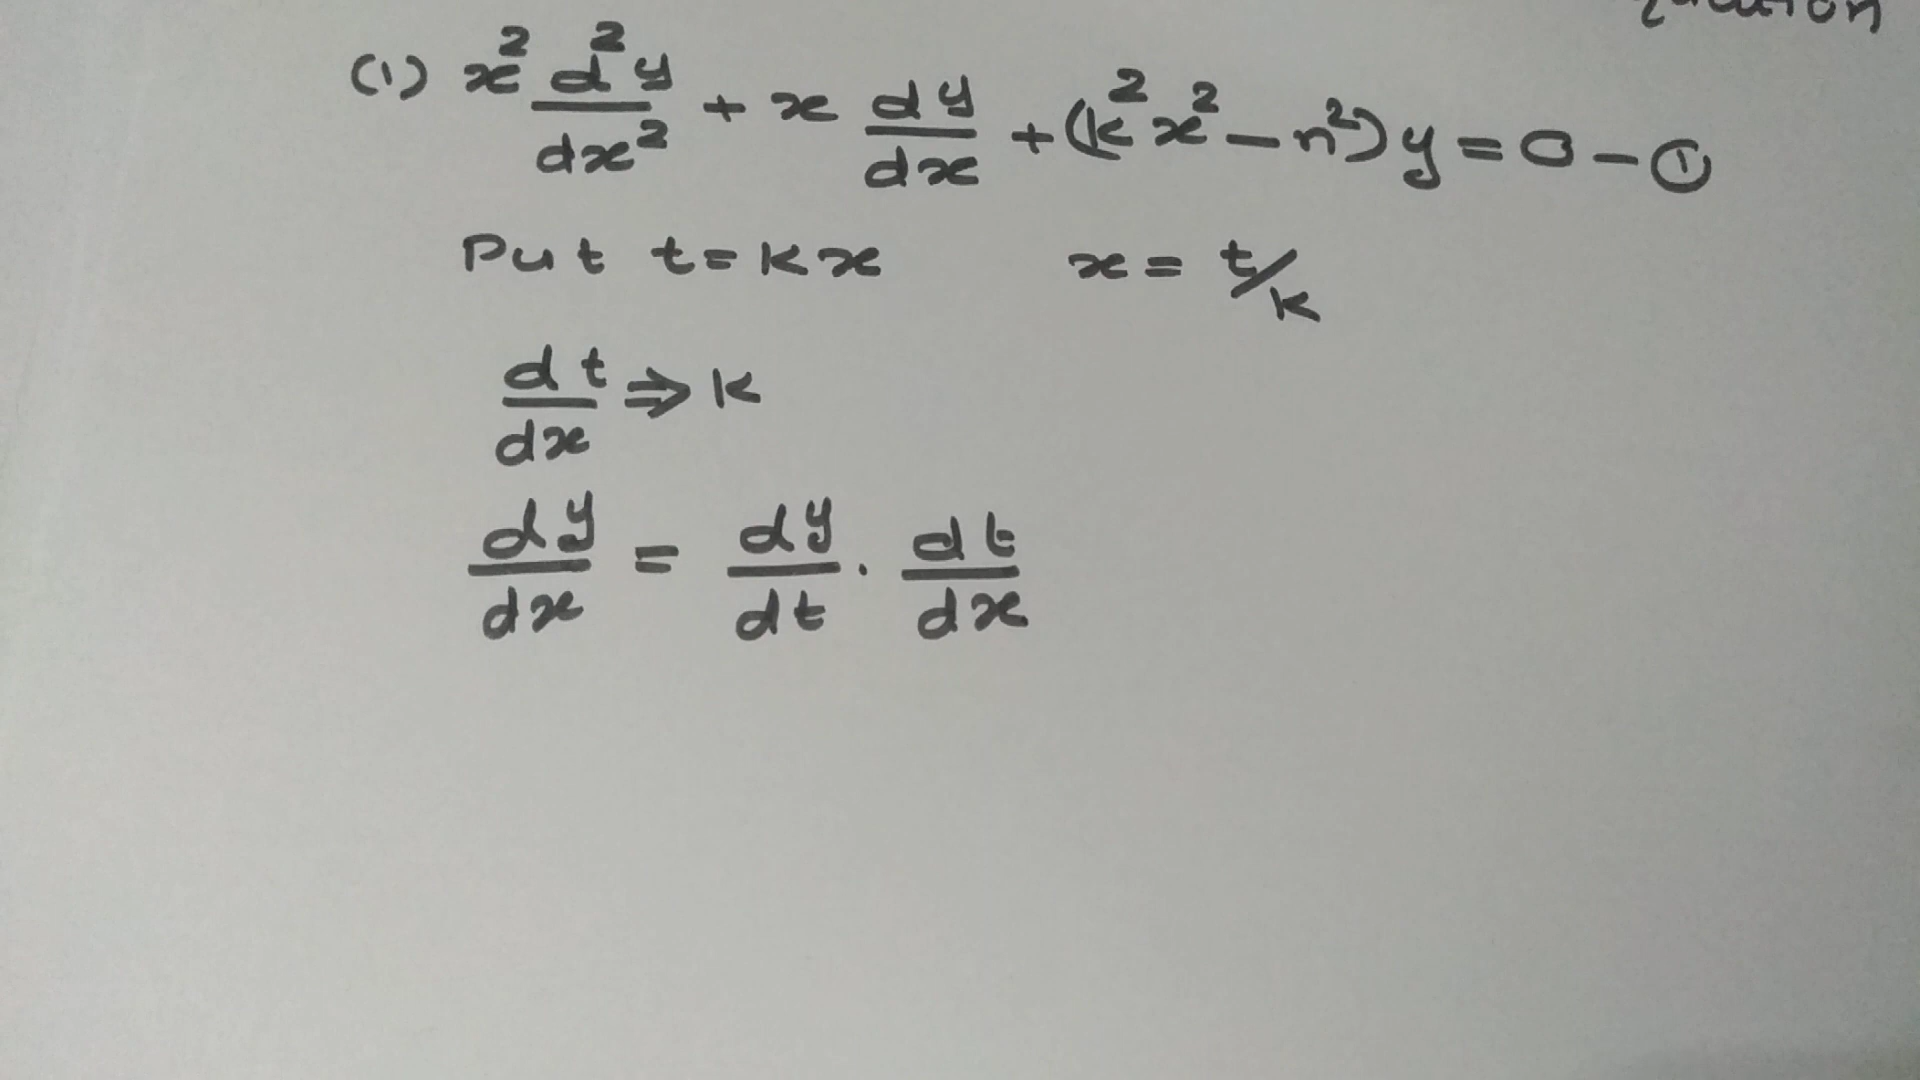 (1) x² d²y/dx² + x dy/dx + (k²x² - n²)y = 0 - ①
Put t = kx x = t/k
dt/dx ⇒ k
dy/dx = dy/dt . dt/dx